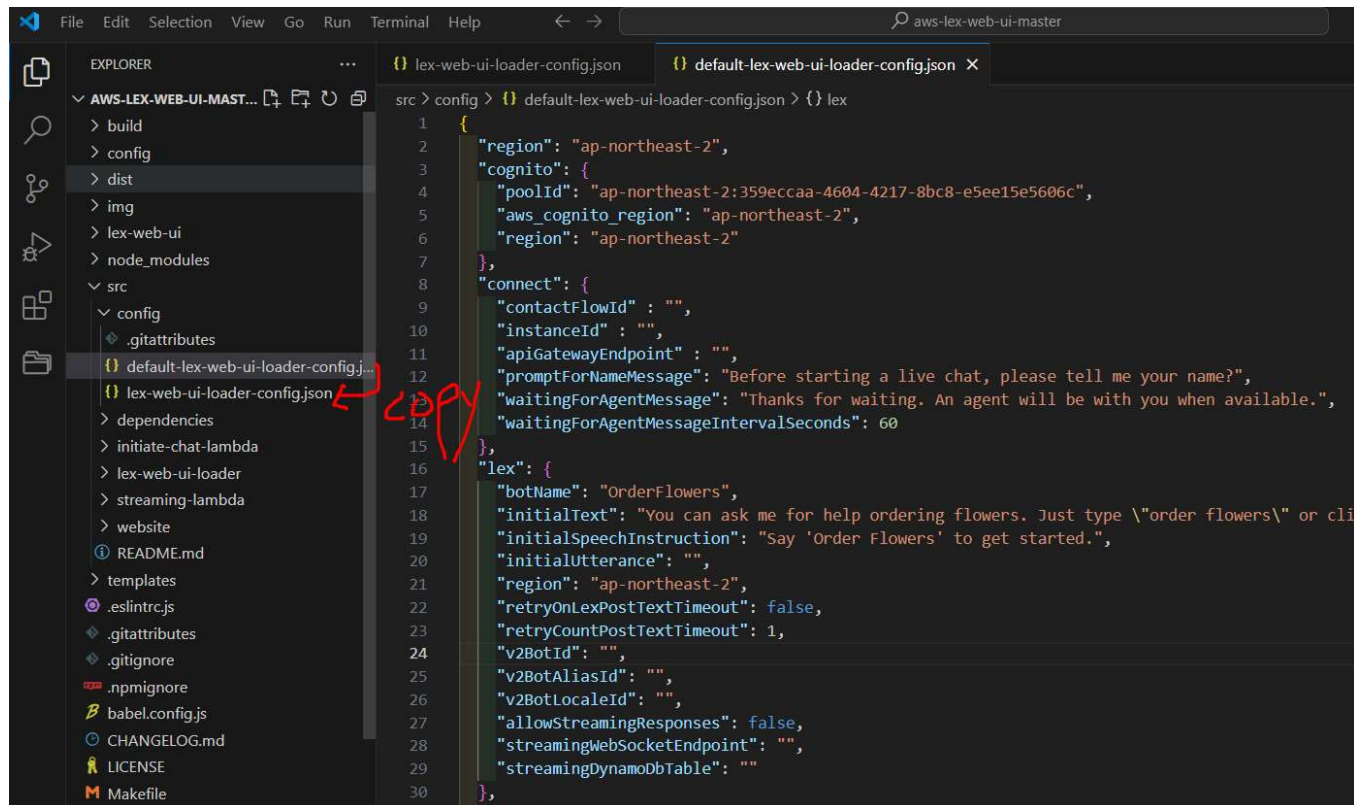 File Edit Selection View Go Run Terminal Help
aws-lex-web-ui-master
EXPLORER
AWS-LEX-WEB-UI-MAST...
build
config
dist
img
lex-web-ui
node_modules
src
config
.gitattributes
default-lex-web-ui-loader-config.j...
lex-web-ui-loader-config.json
dependencies
initiate-chat-lambda
lex-web-ui-loader
streaming-lambda
website
README.md
templates
.eslintrc.js
.gitattributes
.gitignore
.npmignore
babel.config.js
CHANGELOG.md
LICENSE
Makefile
copy
{} lex-web-ui-loader-config.json {} default-lex-web-ui-loader-config.json ×
src > config > {} default-lex-web-ui-loader-config.json > {} lex
1 {
2 "region": "ap-northeast-2",
3 "cognito": {
4 "poolId": "ap-northeast-2:359eccaa-4604-4217-8bc8-e5ee15e5606c",
5 "aws_cognito_region": "ap-northeast-2",
6 "region": "ap-northeast-2"
7 },
8 "connect": {
9 "contactFlowId" : "",
10 "instanceId" : "",
11 "apiGatewayEndpoint" : "",
12 "promptForNameMessage": "Before starting a live chat, please tell me your name?",
13 "waitingForAgentMessage": "Thanks for waiting. An agent will be with you when available.",
14 "waitingForAgentMessageIntervalSeconds": 60
15 },
16 "lex": {
17 "botName": "OrderFlowers",
18 "initialText": "You can ask me for help ordering flowers. Just type \"order flowers\" or cli
19 "initialSpeechInstruction": "Say 'Order Flowers' to get started.",
20 "initialUtterance": "",
21 "region": "ap-northeast-2",
22 "retryOnLexPostTextTimeout": false,
23 "retryCountPostTextTimeout": 1,
24 "v2BotId": "",
25 "v2BotAliasId": "",
26 "v2BotLocaleId": "",
27 "allowStreamingResponses": false,
28 "streamingWebSocketEndpoint": "",
29 "streamingDynamoDbTable": ""
30 },